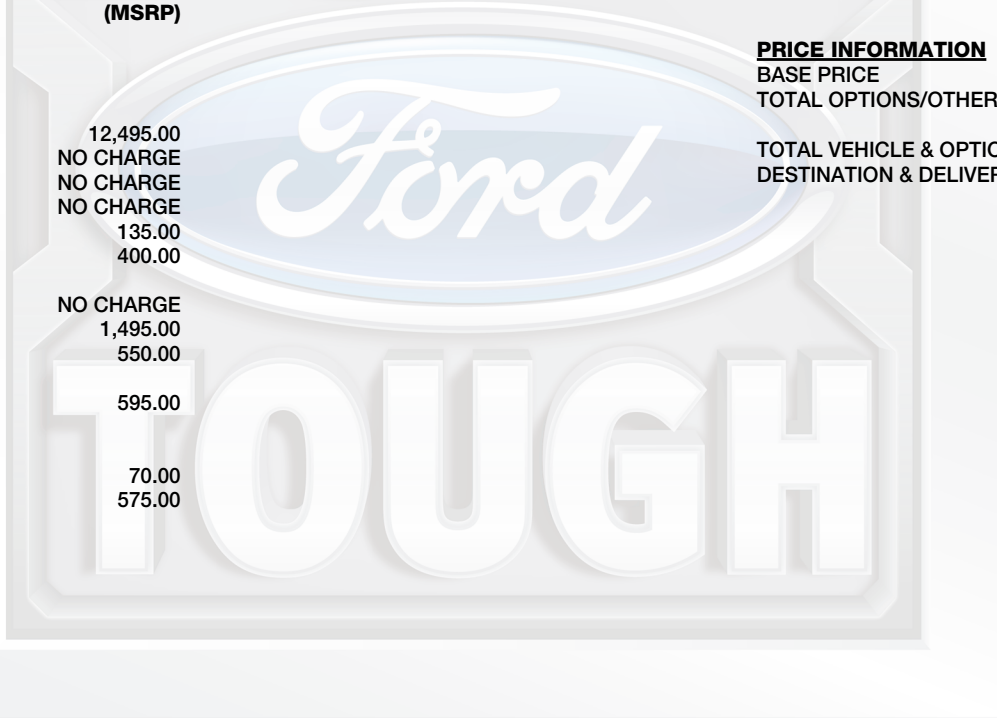 (MSRP)
12,495.00
NO CHARGE
NO CHARGE
NO CHARGE
135.00
400.00
NO CHARGE
1,495.00
550.00
595.00
70.00
575.00
PRICE INFORMATION
BASE PRICE
TOTAL OPTIONS/OTHER
TOTAL VEHICLE & OPTIO
DESTINATION & DELIVER
Ford
TOUGH